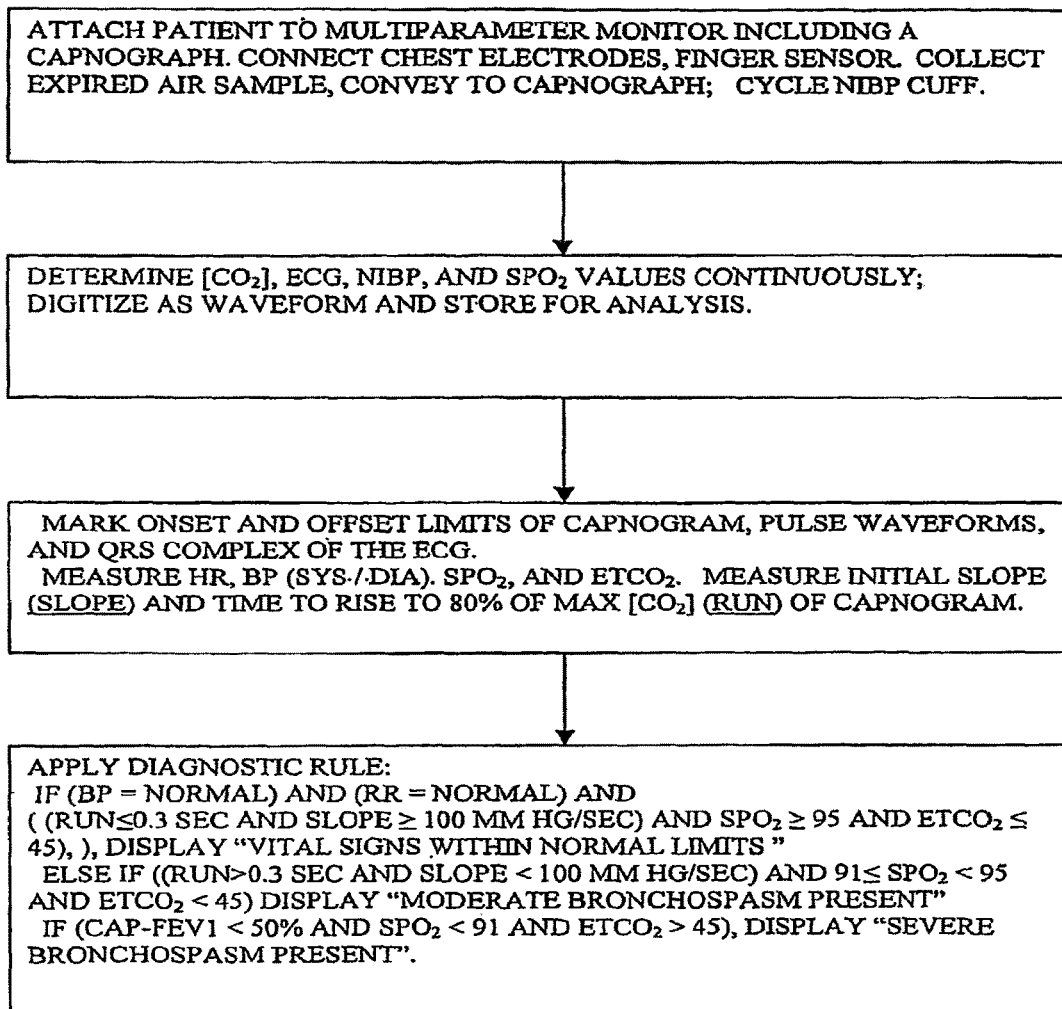 ATTACH PATIENT TO MULTIPARAMETER MONITOR INCLUDING A
CAPNOGRAPH. CONNECT CHEST ELECTRODES, FINGER SENSOR. COLLECT
EXPIRED AIR SAMPLE, CONVEY TO CAPNOGRAPH; CYCLE NIBP CUFF.
DETERMINE [CO₂], ECG, NIBP, AND SPO₂ VALUES CONTINUOUSLY;
DIGITIZE AS WAVEFORM AND STORE FOR ANALYSIS.
MARK ONSET AND OFFSET LIMITS OF CAPNOGRAM, PULSE WAVEFORMS,
AND QRS COMPLEX OF THE ECG.
MEASURE HR, BP (SYS./.DIA). SPO₂, AND ETCO₂. MEASURE INITIAL SLOPE
(SLOPE) AND TIME TO RISE TO 80% OF MAX [CO₂] (RUN) OF CAPNOGRAM.
APPLY DIAGNOSTIC RULE:
IF (BP = NORMAL) AND (RR = NORMAL) AND
( (RUN≤0.3 SEC AND SLOPE ≥ 100 MM HG/SEC) AND SPO₂ ≥ 95 AND ETCO₂ ≤
45), ), DISPLAY “VITAL SIGNS WITHIN NORMAL LIMITS ”
ELSE IF ((RUN>0.3 SEC AND SLOPE < 100 MM HG/SEC) AND 91≤ SPO₂ < 95
AND ETCO₂ < 45) DISPLAY “MODERATE BRONCHOSPASM PRESENT”
IF (CAP-FEV1 < 50% AND SPO₂ < 91 AND ETCO₂ > 45), DISPLAY “SEVERE
BRONCHOSPASM PRESENT”.